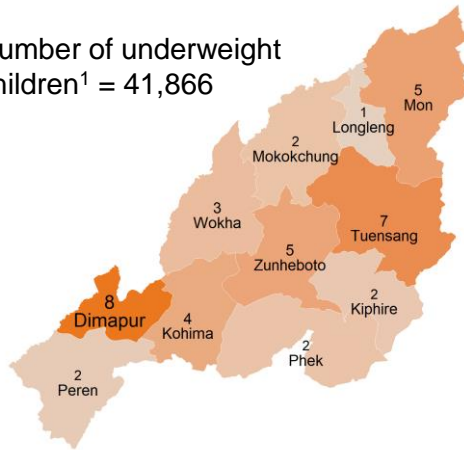 umber of underweight
hildren¹ = 41,866
5
Mon
1
Longleng
2
Mokokchung
3
Wokha
7
Tuensang
5
Zunheboto
2
Kiphire
8
Dimapur
4
Kohima
2
Phek
2
Peren